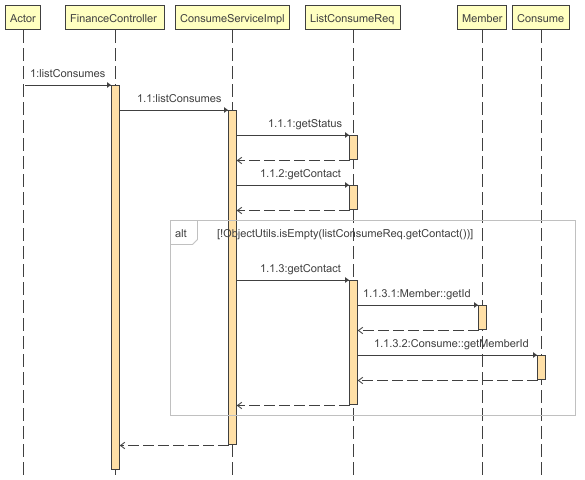 Actor FinanceController ConsumeServiceImpl ListConsumeReq Member Consume
1:listConsumes
1.1:listConsumes
1.1.1:getStatus
1.1.2:getContact
alt [!ObjectUtils.isEmpty(listConsumeReq.getContact())]
1.1.3:getContact
1.1.3.1:Member::getId
1.1.3.2:Consume::getMemberId